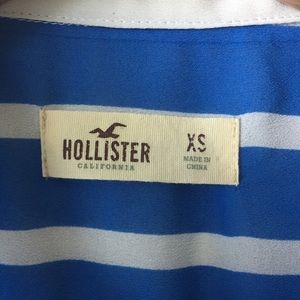 HOLLISTER
CALIFORNIA
XS
MADE IN
CHINA